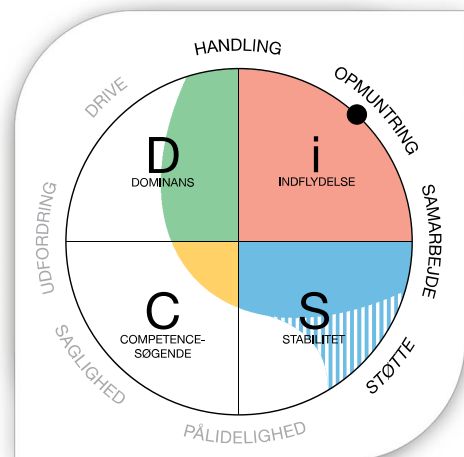 HANDLING
DRIVE
OPMUNTRING
D
DOMINANS
i
INDFLYDELSE
UDFORDRING
SAMARBEJDE
C
COMPETENCE-
SØGENDE
S
STABILITET
SAGLIGHED
STØTTE
PÅLIDELIGHED